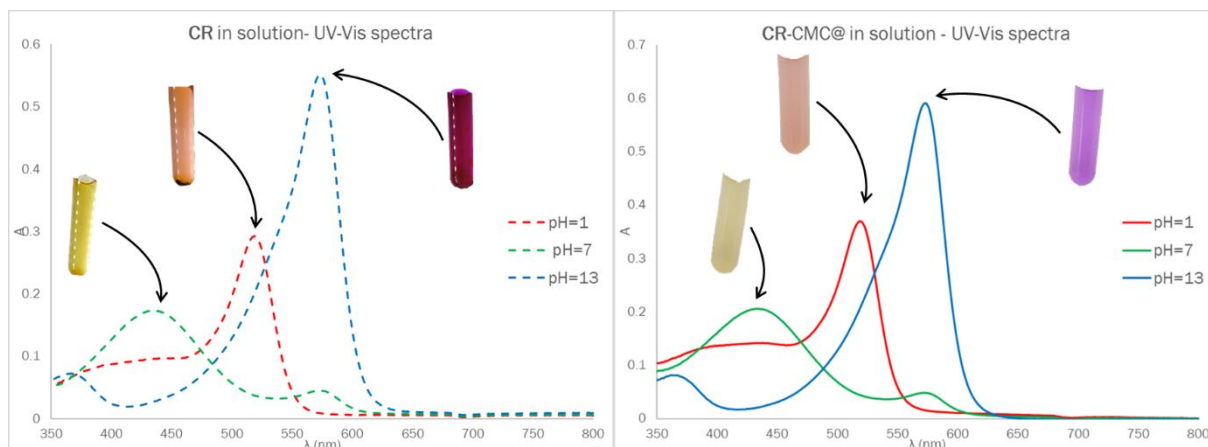 CR in solution- UV-Vis spectra
0.6
0.5
0.4
0.3
0.2
0.1
0
A
350 400 450 500 550 600 650 700 750 800
λ (nm)
pH=1
pH=7
pH=13
CR-CMC@ in solution - UV-Vis spectra
0.7
0.6
0.5
0.4
0.3
0.2
0.1
0
A
350 400 450 500 550 600 650 700 750 800
λ (nm)
pH=1
pH=7
pH=13